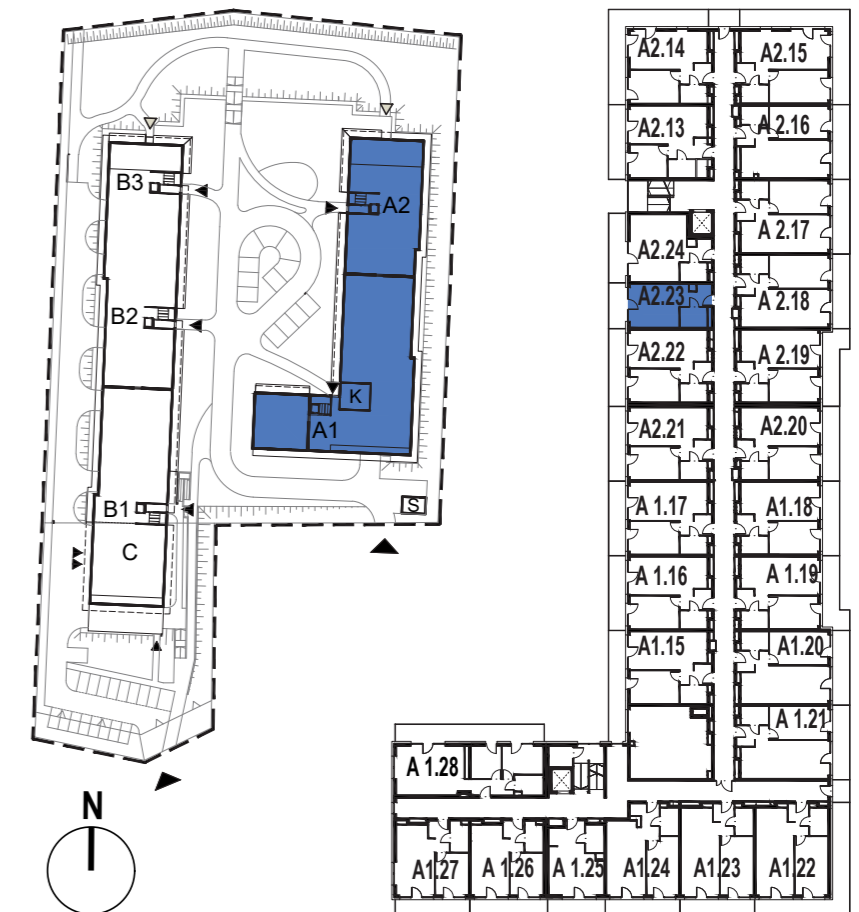 B3
A2
B2
K
A1
B1
S
C
N
A2.14
A2.15
A2.13
A 2.16
A 2.17
A2.24
A2.23
A 2.18
A2.22
A 2.19
A2.21
A2.20
A 1.17
A1.18
A 1.16
A 1.19
A1.15
A1.20
A 1.21
A 1.28
A1.27
A 1.26
A 1.25
A1.24
A1.23
A1.22